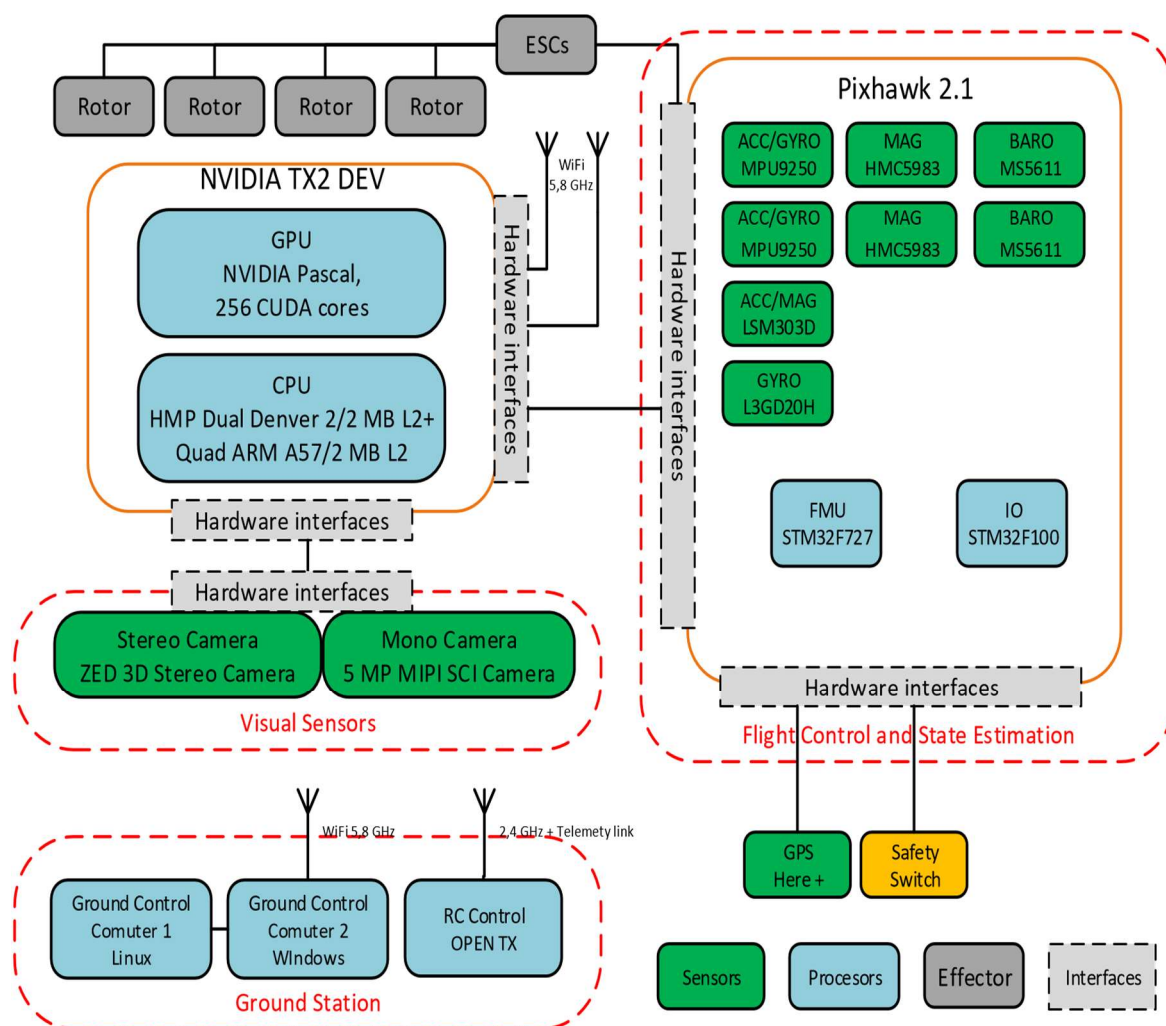 ESCs
Rotor
Rotor
Rotor
Rotor
WiFi
5,8 GHz
NVIDIA TX2 DEV
GPU
NVIDIA Pascal,
256 CUDA cores
CPU
HMP Dual Denver 2/2 MB L2+
Quad ARM A57/2 MB L2
Hardware interfaces
Hardware interfaces
Hardware interfaces
Stereo Camera
ZED 3D Stereo Camera
Mono Camera
5 MP MIPI SCI Camera
Visual Sensors
Pixhawk 2.1
Hardware interfaces
ACC/GYRO
MPU9250
MAG
HMC5983
BARO
MS5611
ACC/GYRO
MPU9250
MAG
HMC5983
BARO
MS5611
ACC/MAG
LSM303D
GYRO
L3GD20H
FMU
STM32F727
IO
STM32F100
Hardware interfaces
Flight Control and State Estimation
GPS
Here +
Safety
Switch
WiFi 5,8 GHz
2,4 GHz + Telemety link
Ground Control
Comuter 1
Linux
Ground Control
Comuter 2
WIndows
RC Control
OPEN TX
Ground Station
Sensors
Procesors
Effector
Interfaces